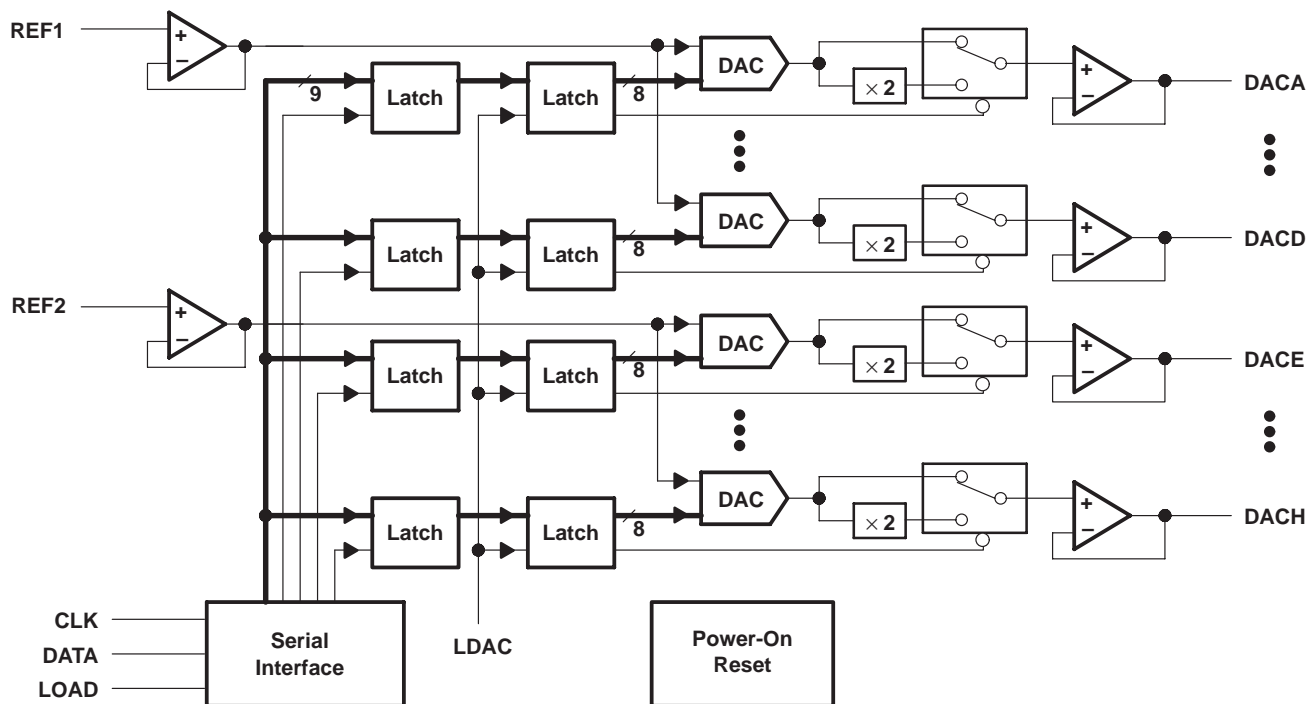 REF1
+
−
9
Latch
Latch
8
DAC
× 2
+
−
DACA
Latch
Latch
8
DAC
× 2
+
−
DACD
REF2
+
−
Latch
Latch
8
DAC
× 2
+
−
DACE
Latch
Latch
8
DAC
× 2
+
−
DACH
CLK
DATA
LOAD
Serial
Interface
LDAC
Power-On
Reset